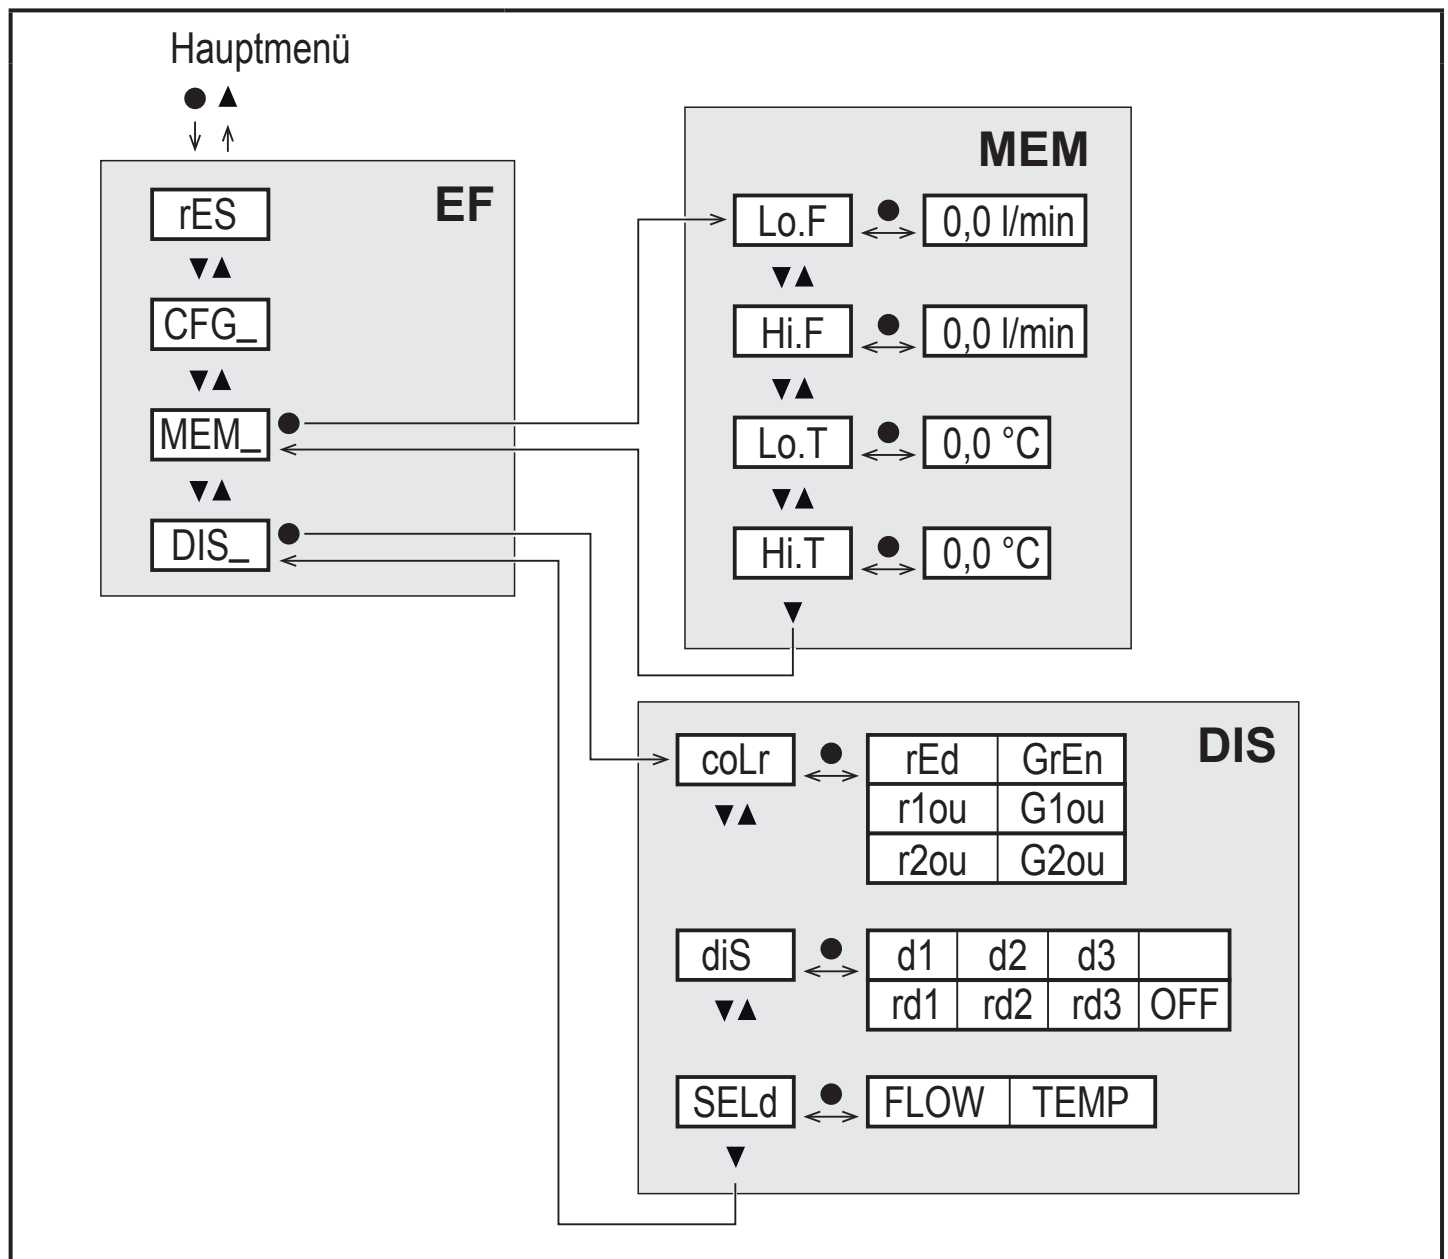 Hauptmenü
EF
rES
CFG_
MEM_
DIS_
MEM
Lo.F 0,0 l/min
Hi.F 0,0 l/min
Lo.T 0,0 °C
Hi.T 0,0 °C
DIS
coLr rEd GrEn
r1ou G1ou
r2ou G2ou
diS d1 d2 d3
rd1 rd2 rd3 OFF
SELd FLOW TEMP